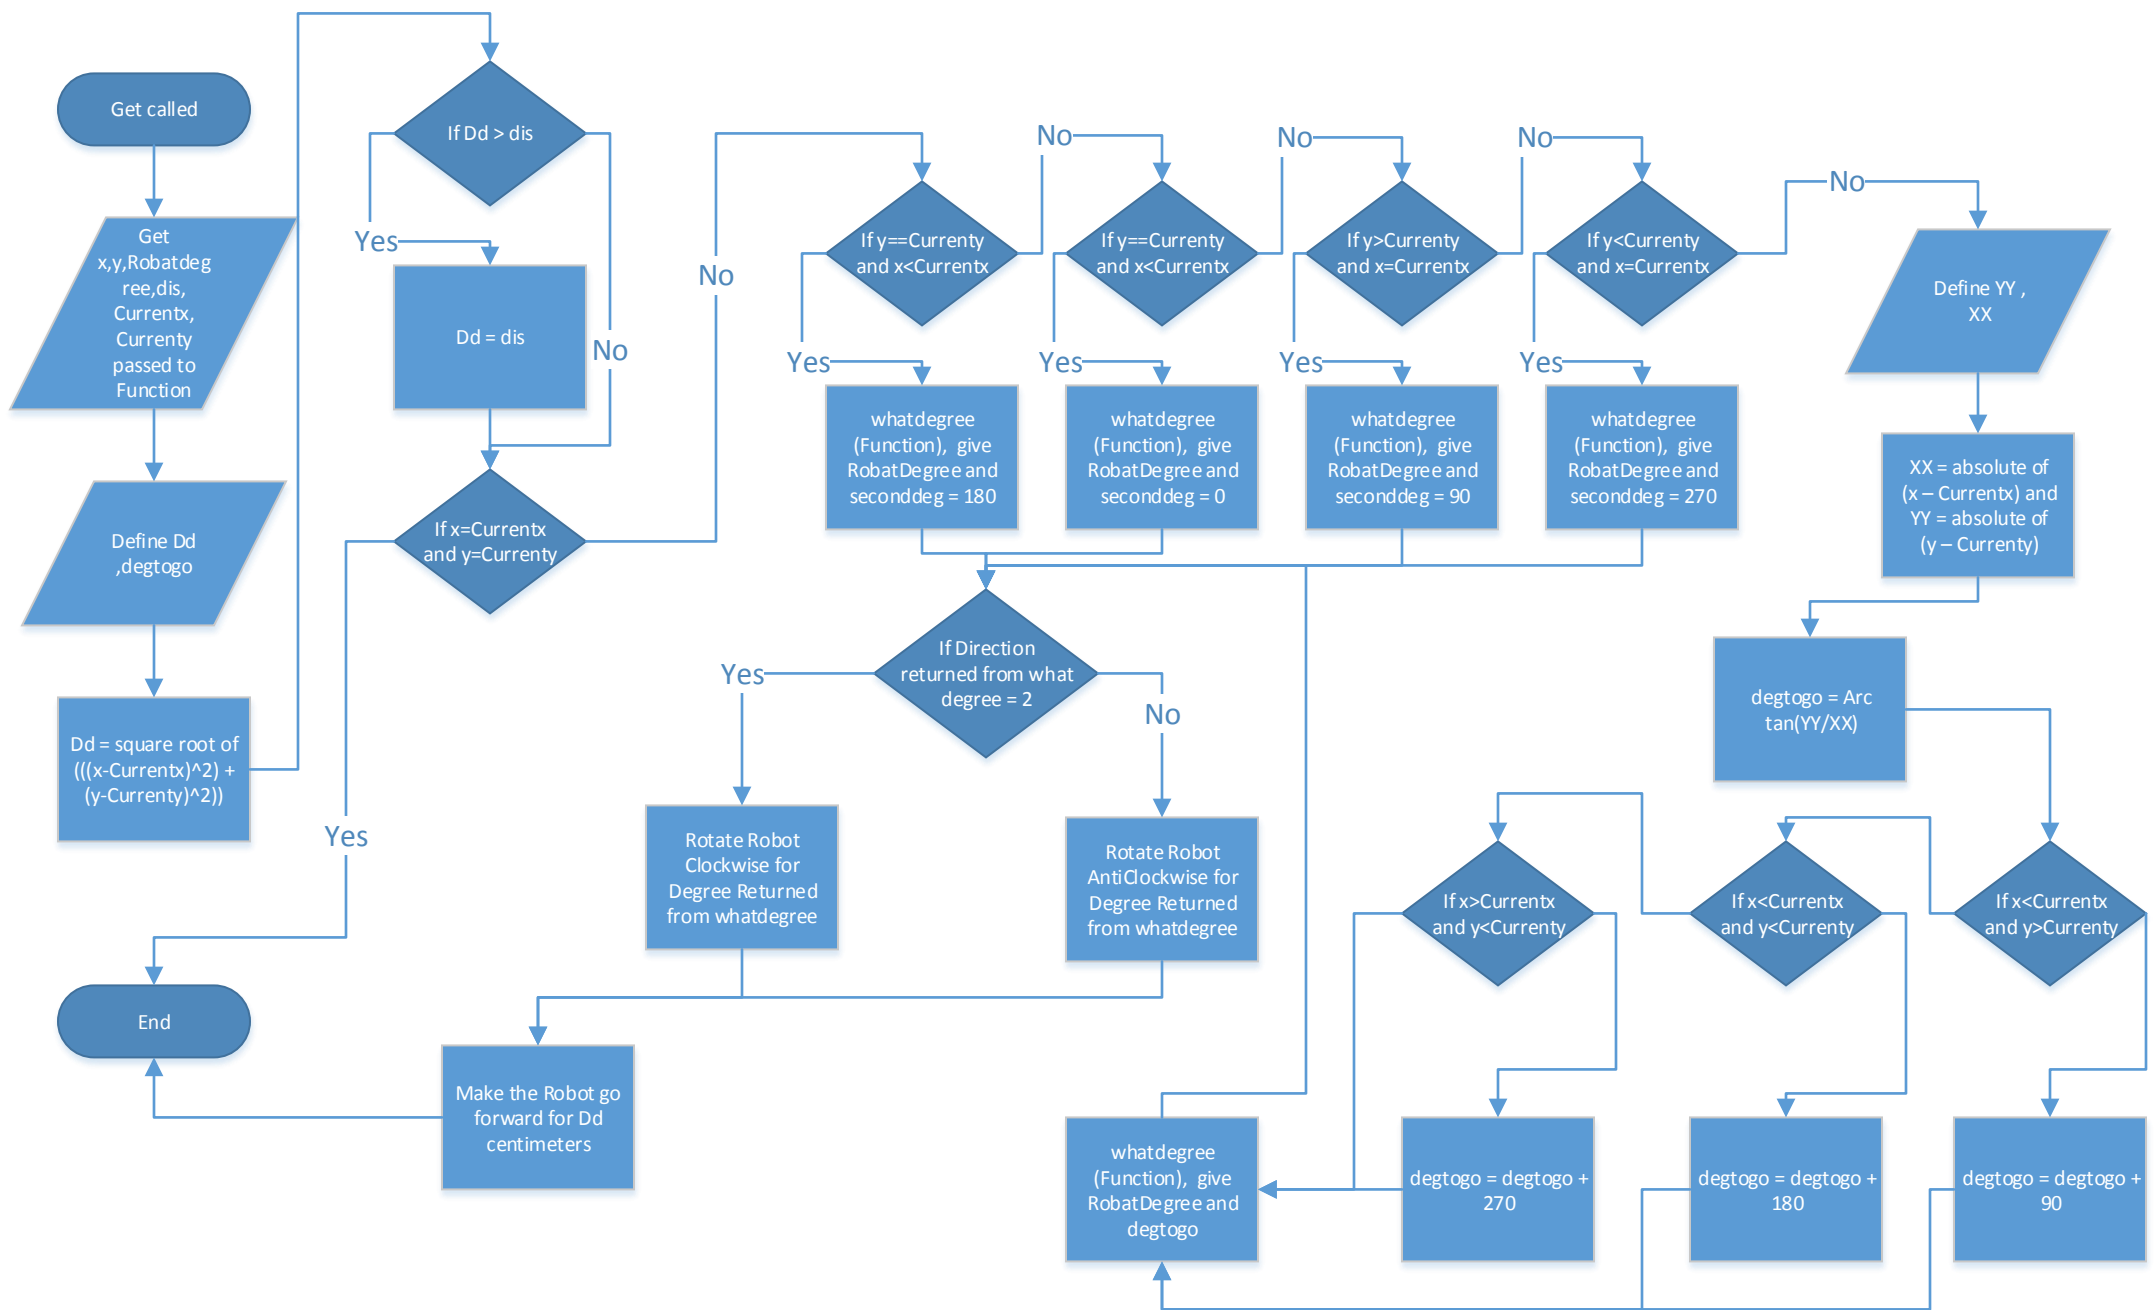 Get called
Get
x,y,Robatdeg
ree,dis,
Currentx,
Currenty
passed to
Function
Define Dd
,degtogo
Dd = square root of
(((x-Currentx)^2) +
(y-Currenty)^2))
If Dd > dis
Yes
No
Dd = dis
If x=Currentx
and y=Currenty
Yes
No
End
If y==Currenty
and x<Currentx
No
Yes
whatdegree
(Function), give
RobatDegree and
seconddeg = 180
If y==Currenty
and x<Currentx
No
Yes
whatdegree
(Function), give
RobatDegree and
seconddeg = 0
If y>Currenty
and x=Currentx
No
Yes
whatdegree
(Function), give
RobatDegree and
seconddeg = 90
If y<Currenty
and x=Currentx
No
Yes
whatdegree
(Function), give
RobatDegree and
seconddeg = 270
Define YY ,
XX
XX = absolute of
(x – Currentx) and
YY = absolute of
(y – Currenty)
degtogo = Arc
tan(YY/XX)
If x<Currentx
and y>Currenty
If x<Currentx
and y<Currenty
If x>Currentx
and y<Currenty
degtogo = degtogo +
90
degtogo = degtogo +
180
degtogo = degtogo +
270
whatdegree
(Function), give
RobatDegree and
degtogo
If Direction
returned from what
degree = 2
Yes
No
Rotate Robot
Clockwise for
Degree Returned
from whatdegree
Rotate Robot
AntiClockwise for
Degree Returned
from whatdegree
Make the Robot go
forward for Dd
centimeters